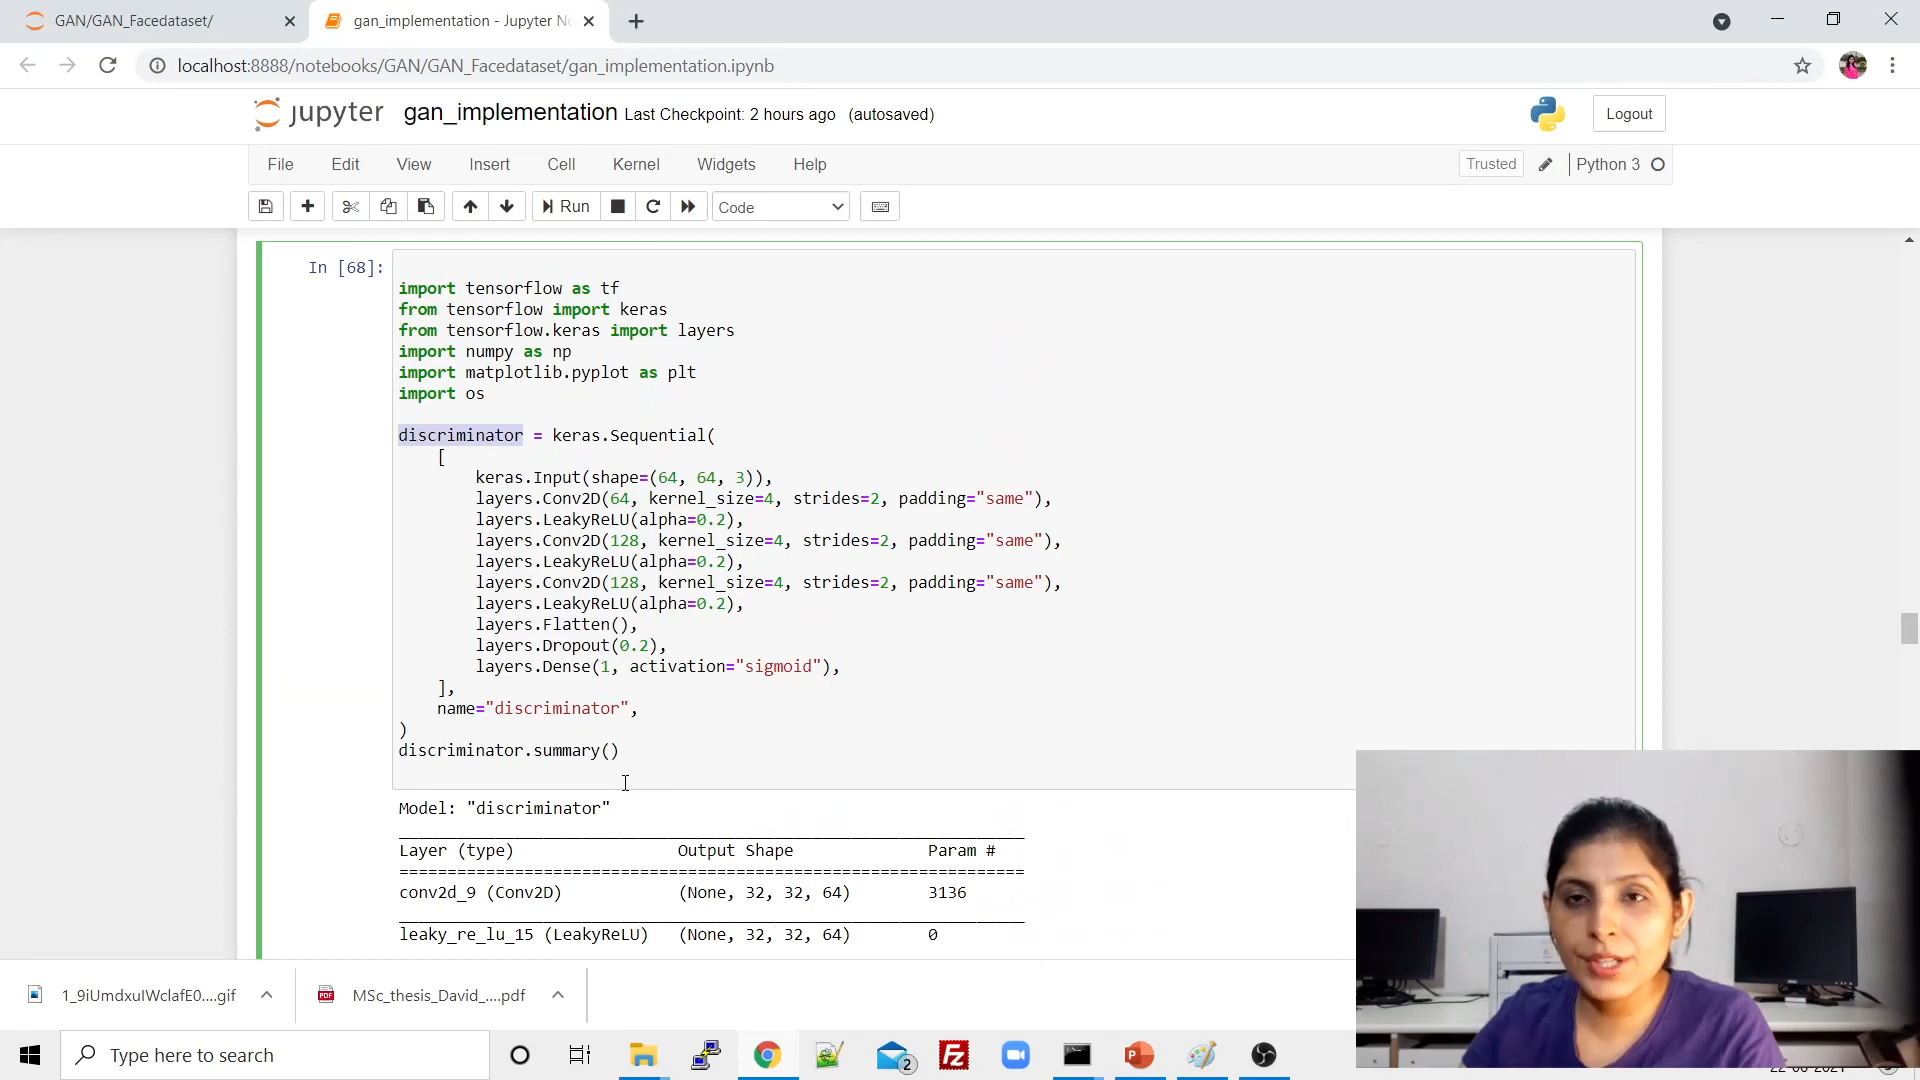 GAN/GAN_Facedataset/
gan_implementation - Jupyter No
localhost:8888/notebooks/GAN/GAN_Facedataset/gan_implementation.ipynb
jupyter gan_implementation Last Checkpoint: 2 hours ago (autosaved)
Logout
File Edit View Insert Cell Kernel Widgets Help
Trusted Python 3
Run Code
In [68]:
import tensorflow as tf
from tensorflow import keras
from tensorflow.keras import layers
import numpy as np
import matplotlib.pyplot as plt
import os
discriminator = keras.Sequential(
[
keras.Input(shape=(64, 64, 3)),
layers.Conv2D(64, kernel_size=4, strides=2, padding="same"),
layers.LeakyReLU(alpha=0.2),
layers.Conv2D(128, kernel_size=4, strides=2, padding="same"),
layers.LeakyReLU(alpha=0.2),
layers.Conv2D(128, kernel_size=4, strides=2, padding="same"),
layers.LeakyReLU(alpha=0.2),
layers.Flatten(),
layers.Dropout(0.2),
layers.Dense(1, activation="sigmoid"),
],
name="discriminator",
)
discriminator.summary()
Model: "discriminator"
Layer (type) Output Shape Param #
conv2d_9 (Conv2D) (None, 32, 32, 64) 3136
leaky_re_lu_15 (LeakyReLU) (None, 32, 32, 64) 0
1_9iUmdxuIWclafE0....gif
MSc_thesis_David_....pdf
Type here to search
2